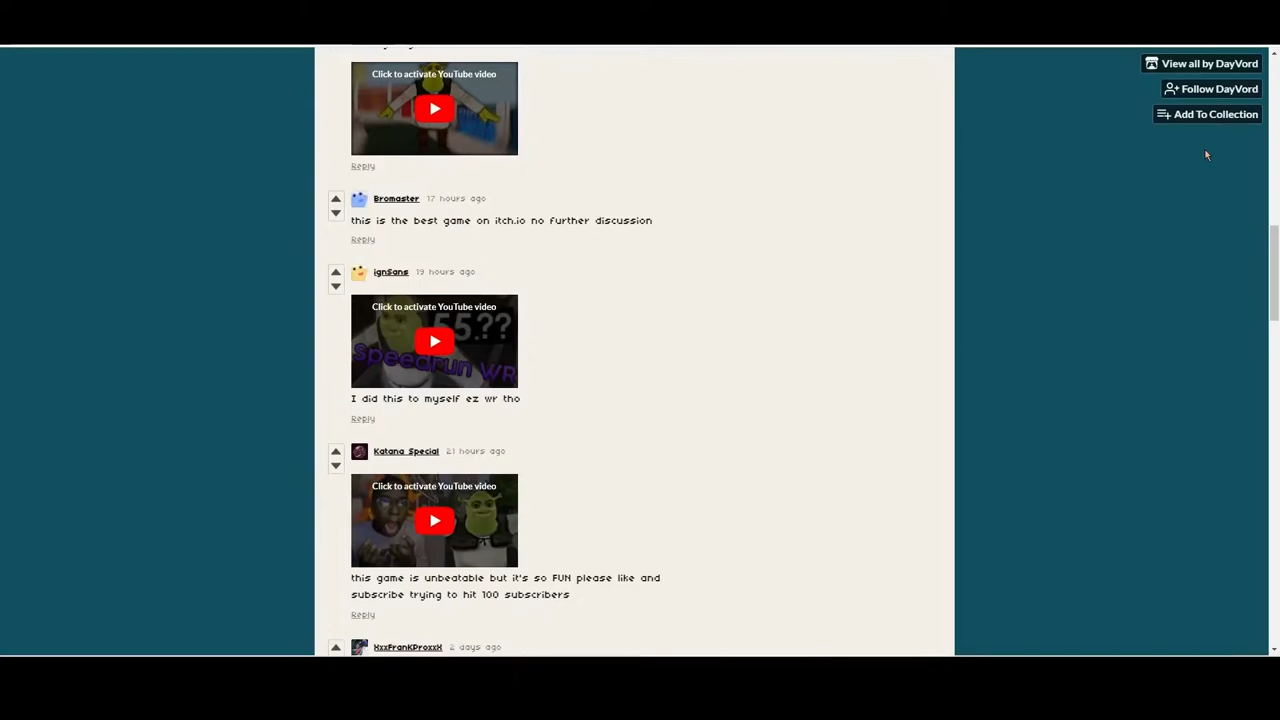 View all by DayVord
Follow DayVord
Add To Collection
Click to activate YouTube video
Reply
Bromaster 17 hours ago
this is the best game on itch.io no further discussion
Reply
ignSans 19 hours ago
Click to activate YouTube video
55.??
Speedrun WR
I did this to myself ez wr tho
Reply
Katana Special 21 hours ago
Click to activate YouTube video
this game is unbeatable but it's so FUN please like and
subscribe trying to hit 100 subscribers
Reply
XxxFranKProxxX 2 days ago